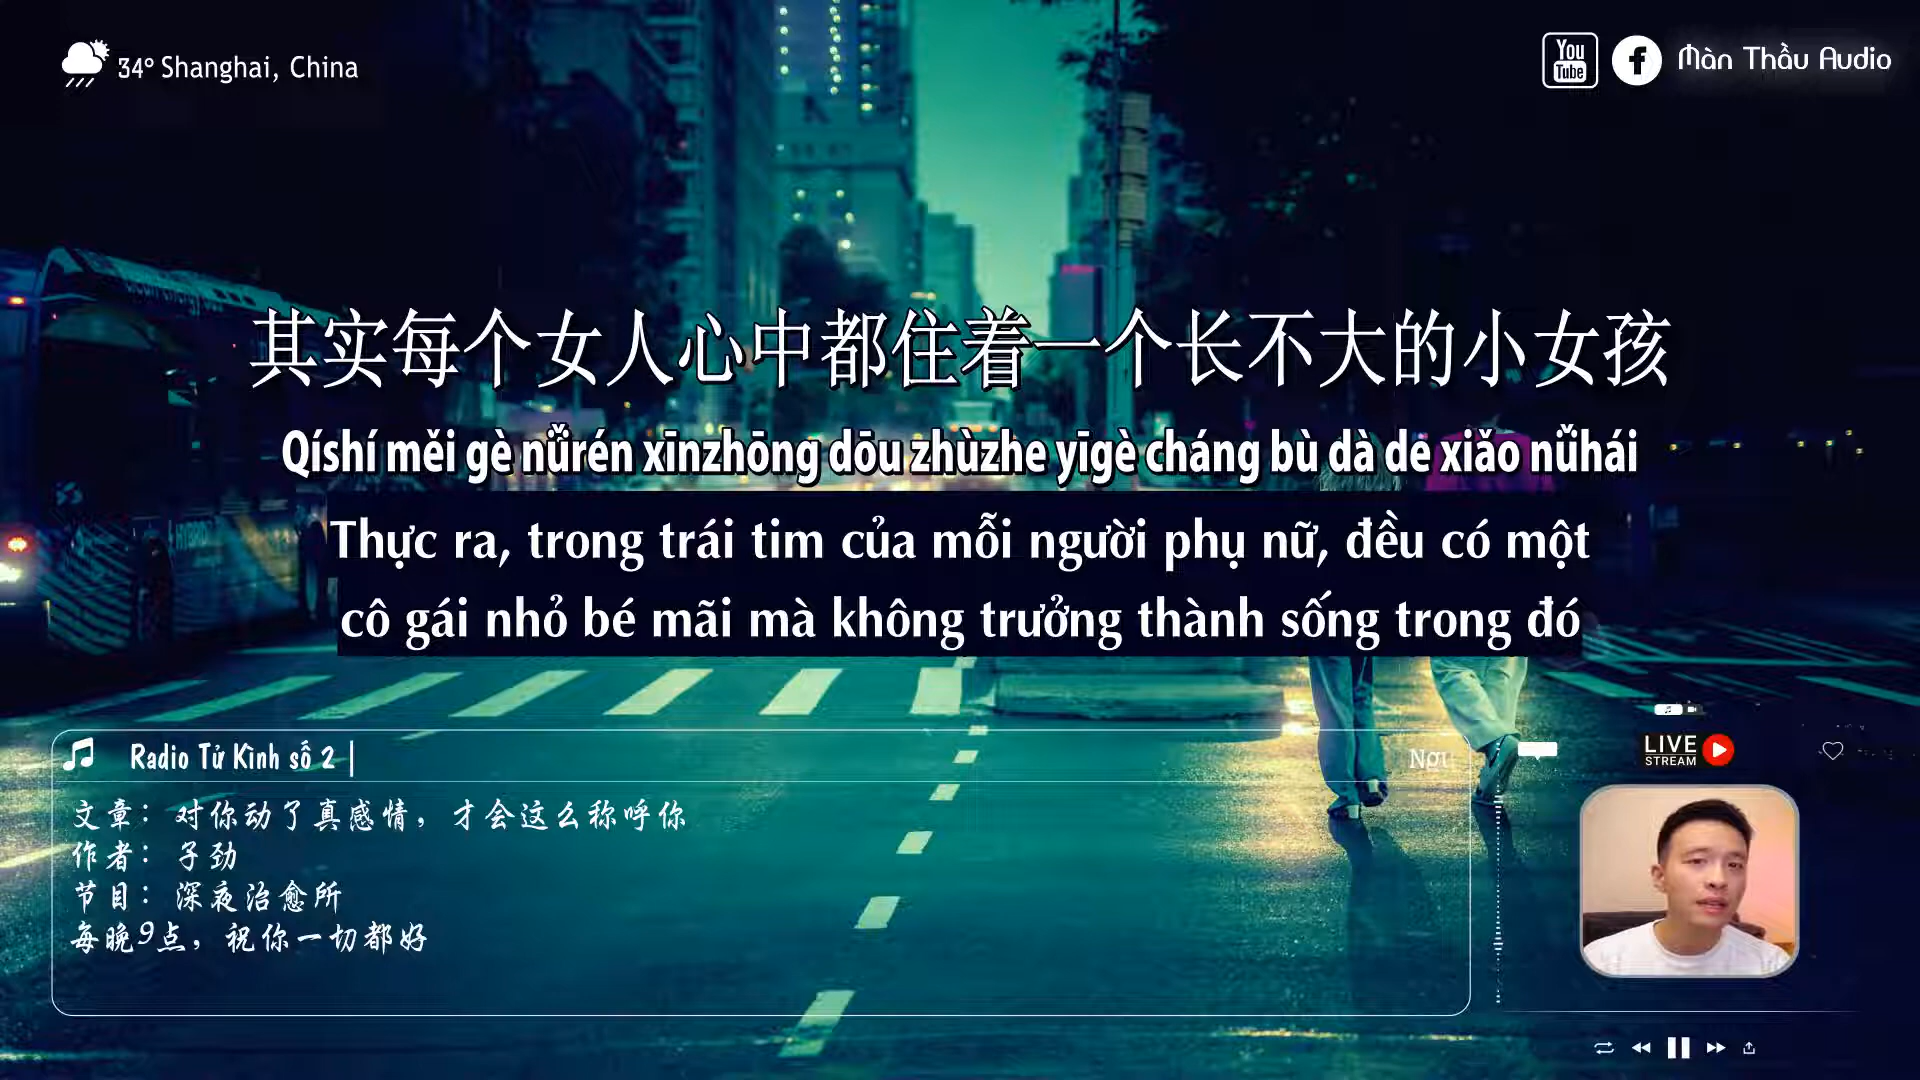 34° Shanghai, China
You
Tube
Màn Thầu Audio
其实每个女人心中都住着一个长不大的小女孩
Qíshí měi gè nǚrén xīnzhōng dōu zhùzhe yīgè cháng bù dà de xiǎo nǚhái
Thực ra, trong trái tim của mỗi người phụ nữ, đều có một
cô gái nhỏ bé mãi mà không trưởng thành sống trong đó
HYBRID
Radio Tử Kình số 2 |
LIVE
STREAM
文章：对你动了真感情，才会这么称呼你
作者：子劲
节目：深夜治愈所
每晚9点，祝你一切都好